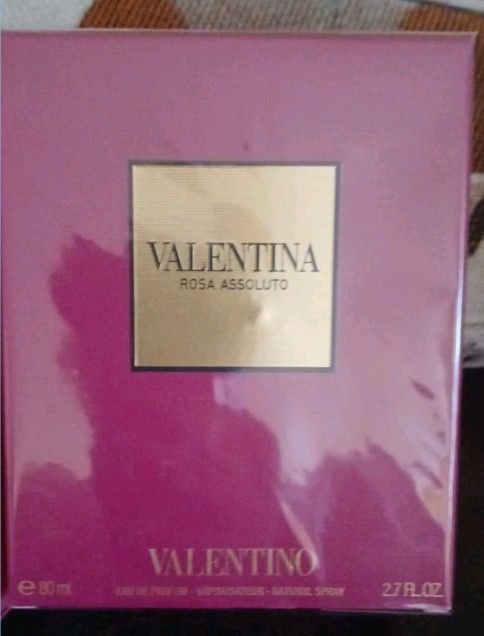 VALENTINA
ROSA ASSOLUTO
VALENTINO
℮ 80 ml EAU DE PARFUM - VAPORISATEUR - NATURAL SPRAY 2.7 FL.OZ.